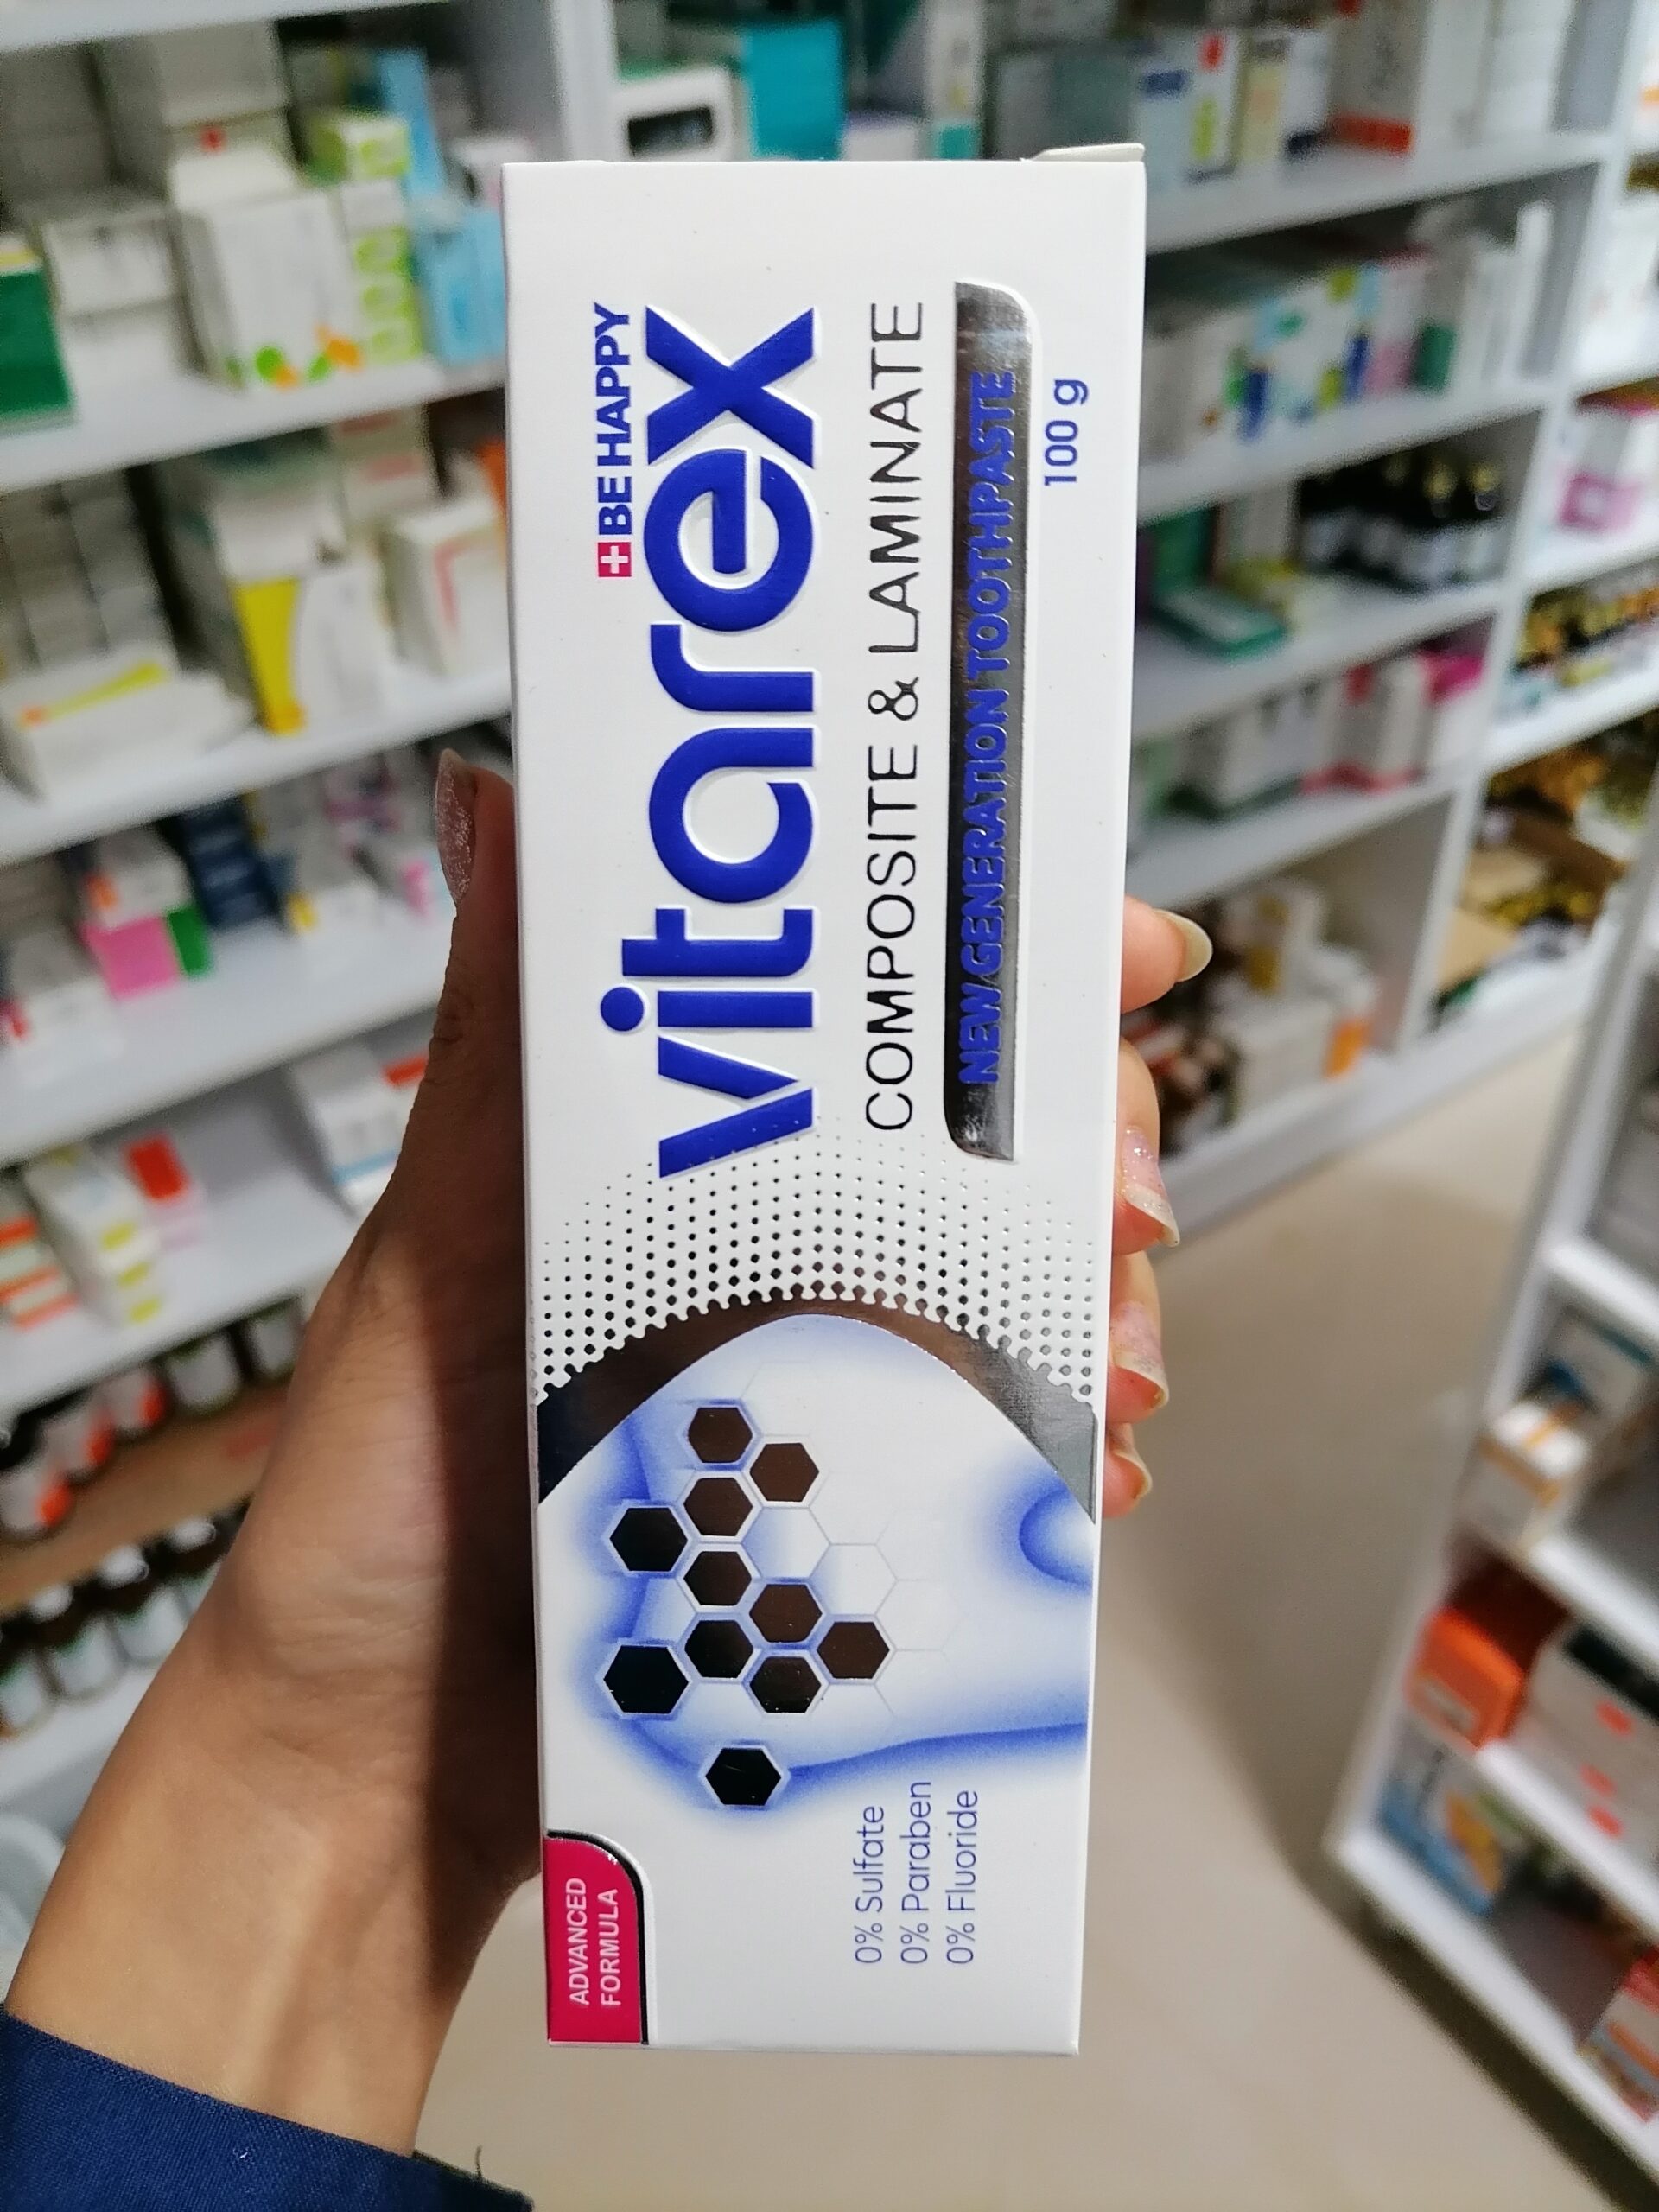 BE HAPPY
vitarex
COMPOSITE & LAMINATE
NEW GENERATION TOOTHPASTE
100 g
ADVANCED
FORMULA
0% Sulfate
0% Paraben
0% Fluoride